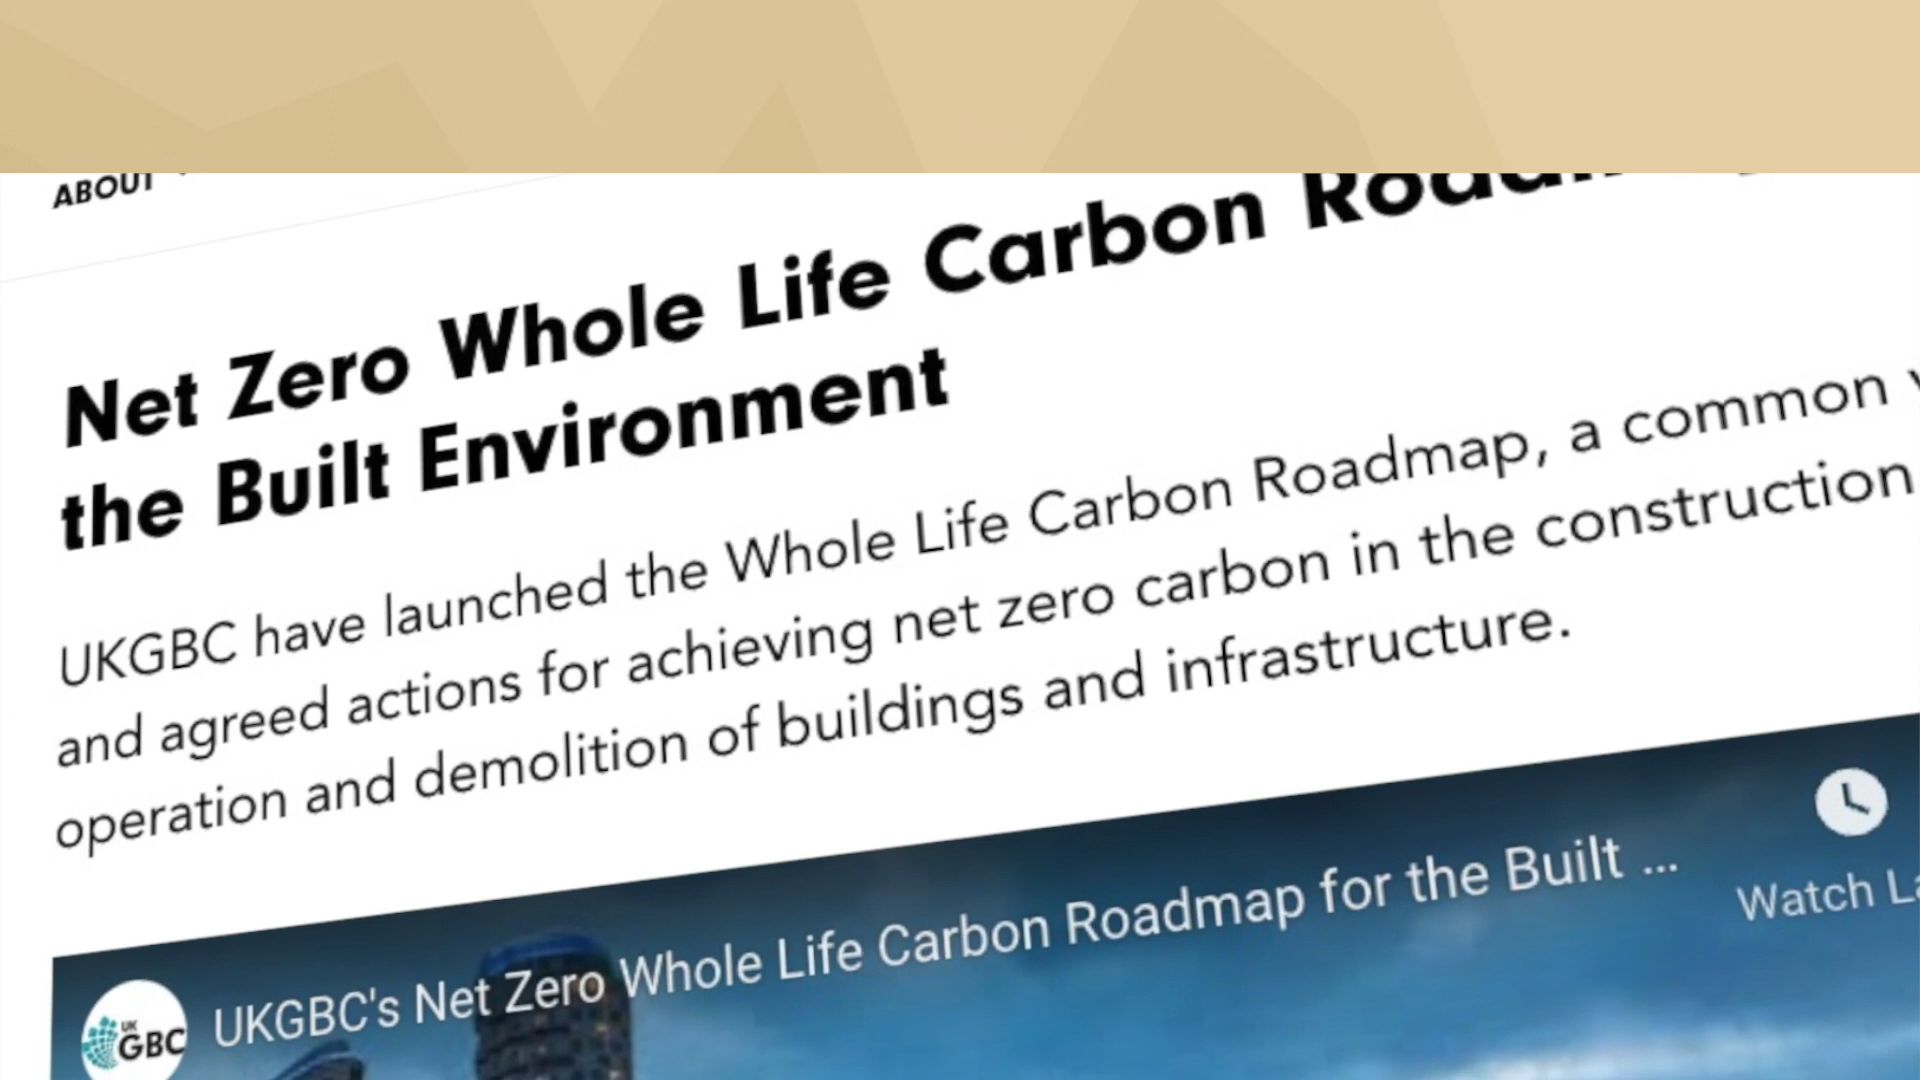 ABOUT
Net Zero Whole Life Carbon
the Built Environment
UKGBC have launched the Whole Life Carbon Roadmap, a common
and agreed actions for achieving net zero carbon in the construction
operation and demolition of buildings and infrastructure.
Watch
UKGBC's Net Zero Whole Life Carbon Roadmap for the Built ...
UK
GBC